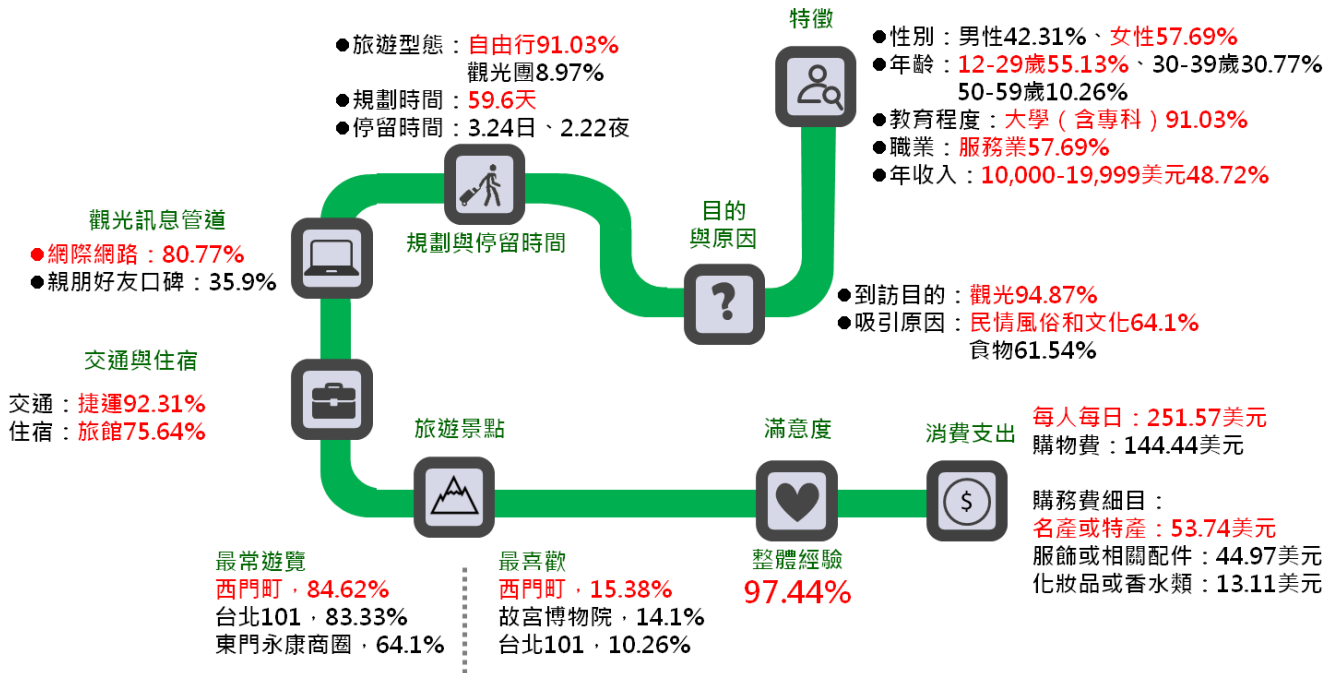 特徵
●性別：男性42.31%、女性57.69%
●年齡：12-29歲55.13%、30-39歲30.77%
50-59歲10.26%
●教育程度：大學（含專科）91.03%
●職業：服務業57.69%
●年收入：10,000-19,999美元48.72%
目的
與原因
?
●到訪目的：觀光94.87%
●吸引原因：民情風俗和文化64.1%
食物61.54%
●旅遊型態：自由行91.03%
觀光團8.97%
●規劃時間：59.6天
●停留時間：3.24日、2.22夜
規劃與停留時間
觀光訊息管道
●網際網路：80.77%
●親朋好友口碑：35.9%
交通與住宿
交通：捷運92.31%
住宿：旅館75.64%
旅遊景點
最常遊覽
西門町，84.62%
台北101，83.33%
東門永康商圈，64.1%
最喜歡
西門町，15.38%
故宮博物院，14.1%
台北101，10.26%
滿意度
整體經驗
97.44%
消費支出
$
每人每日：251.57美元
購物費：144.44美元
購務費細目：
名產或特產：53.74美元
服飾或相關配件：44.97美元
化妝品或香水類：13.11美元